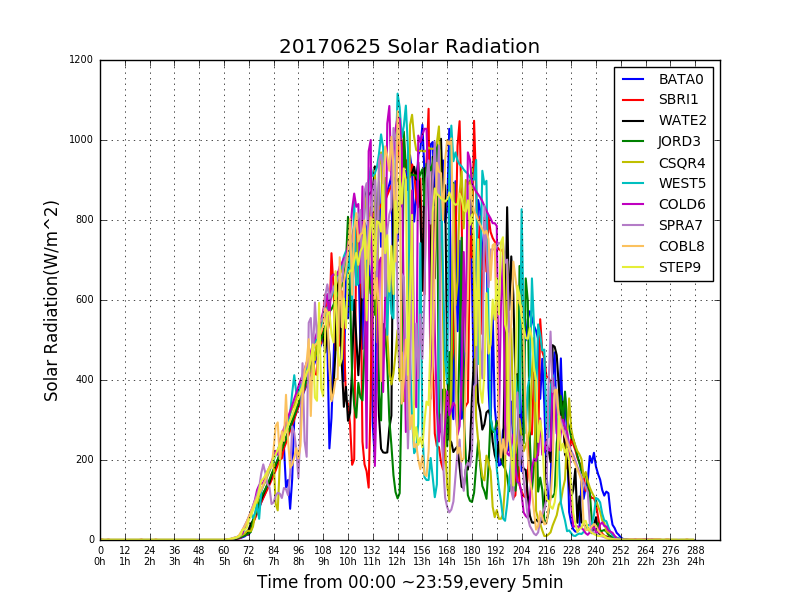 20170625 Solar Radiation
1200
1000
800
600
400
200
0
Solar Radiation(W/m^2)
BATA0
SBRI1
WATE2
JORD3
CSQR4
WEST5
COLD6
SPRA7
COBL8
STEP9
0 12 24 36 48 60 72 84 96 108 120 132 144 156 168 180 192 204 216 228 240 252 264 276 288
0h 1h 2h 3h 4h 5h 6h 7h 8h 9h 10h 11h 12h 13h 14h 15h 16h 17h 18h 19h 20h 21h 22h 23h 24h
Time from 00:00 ~23:59,every 5min